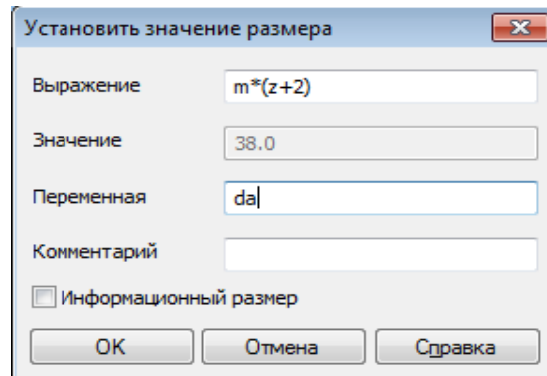 Установить значение размера
Выражение m*(z+2)
Значение 38.0
Переменная da
Комментарий
Информационный размер
OK Отмена Справка